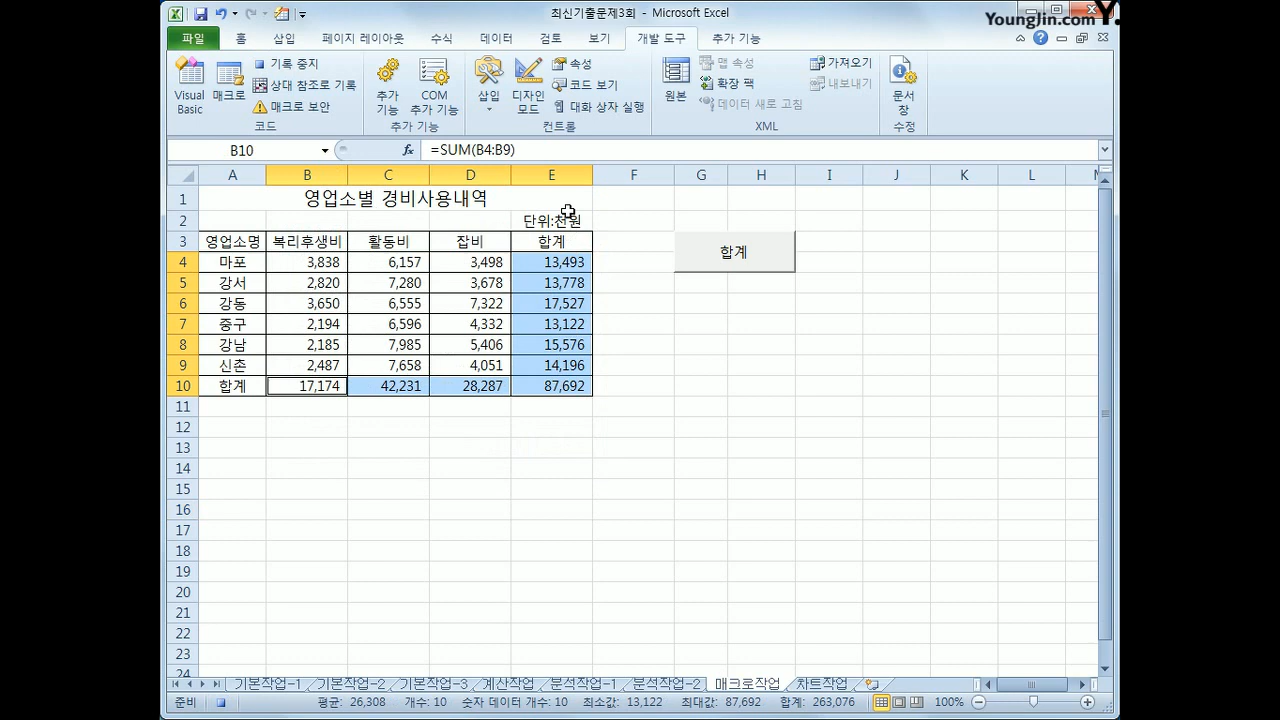 최신기출문제3회 - Microsoft Excel
YoungJin.com Y.
파일 홈 삽입 페이지 레이아웃 수식 데이터 검토 보기 개발 도구 추가 기능
Visual Basic
매크로
기록 중지
상대 참조로 기록
매크로 보안
코드
추가 기능
COM 추가 기능
추가 기능
삽입
디자인 모드
속성
코드 보기
대화 상자 실행
컨트롤
원본
맵 속성
확장 팩
데이터 새로 고침
가져오기
내보내기
XML
문서 창
수정
B10 fx =SUM(B4:B9)
A B C D E F G H I J K L M
1 영업소별 경비사용내역
2 단위:천원
3 영업소명 복리후생비 활동비 잡비 합계
합계
4 마포 3,838 6,157 3,498 13,493
5 강서 2,820 7,280 3,678 13,778
6 강동 3,650 6,555 7,322 17,527
7 중구 2,194 6,596 4,332 13,122
8 강남 2,185 7,985 5,406 15,576
9 신촌 2,487 7,658 4,051 14,196
10 합계 17,174 42,231 28,287 87,692
11
12
13
14
15
16
17
18
19
20
21
22
23
24
기본작업-1 기본작업-2 기본작업-3 계산작업 분석작업-1 분석작업-2 매크로작업 차트작업
준비 평균: 26,308 개수: 10 숫자 데이터 개수: 10 최소값: 13,122 최대값: 87,692 합계: 263,076 100%